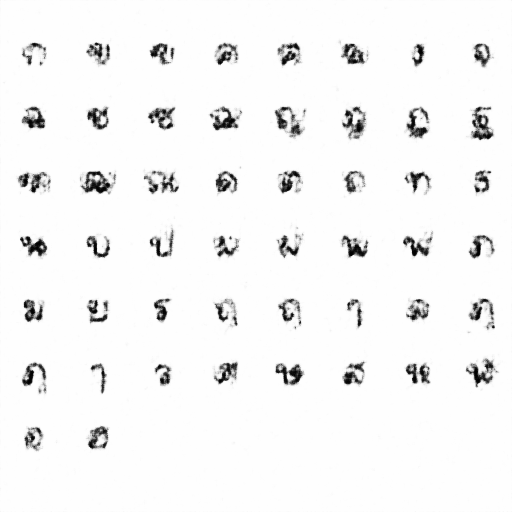 ก ข ฃ ค ฅ ฆ ง จ
ฉ ช ซ ฌ ญ ฎ ฏ ฐ
ฑ ฒ ณ ด ต ถ ท ธ
น บ ป ผ ฝ พ ฟ ภ
ม ย ร ฤ ฤ ๅ ล ฦ
ฦ ๅ ว ศ ษ ส ห ฬ
อ ฮ